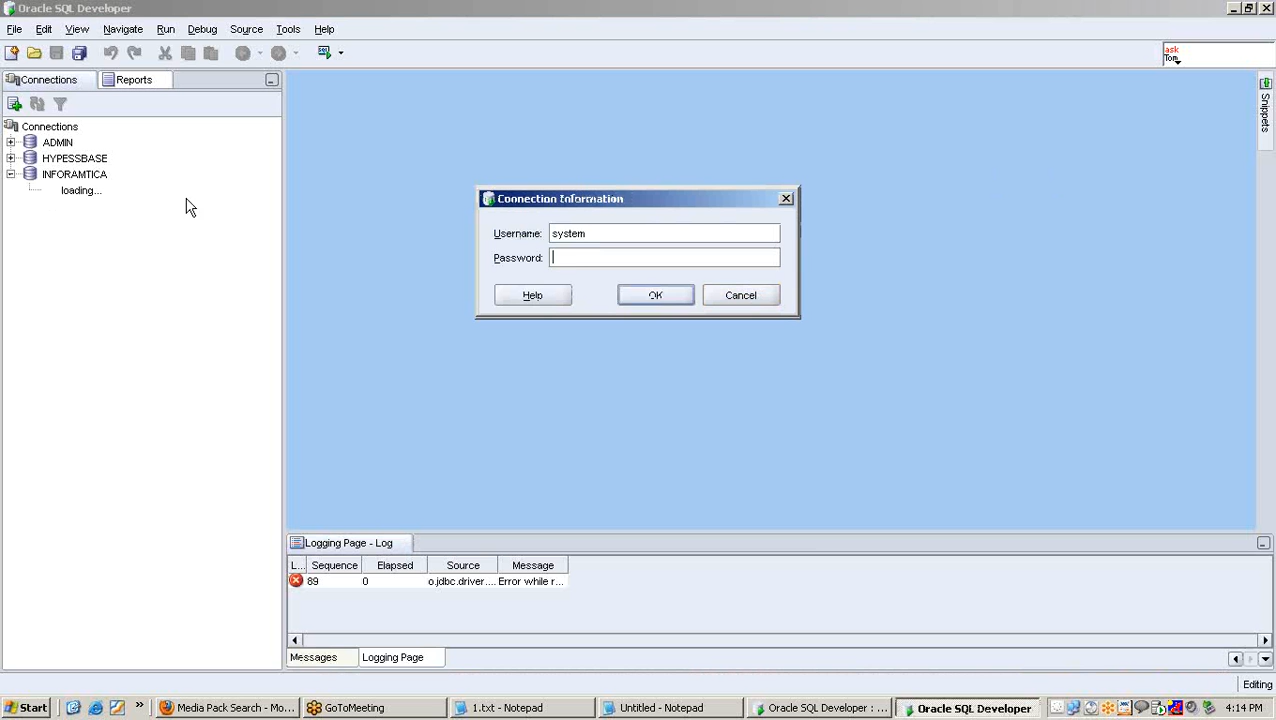 Oracle SQL Developer
File Edit View Navigate Run Debug Source Tools Help
ask
Tom
Connections Reports
Connections
ADMIN
HYPESSBASE
INFORAMTICA
loading...
Snippets
Connection Information
Username: system
Password:
Help OK Cancel
Logging Page - Log
L... Sequence Elapsed Source Message
89 0 o.jdbc.driver.... Error while r...
Messages Logging Page
Editing
Start » Media Pack Search - Mo... GoToMeeting 1.txt - Notepad Untitled - Notepad Oracle SQL Developer : ... Oracle SQL Developer 4:14 PM